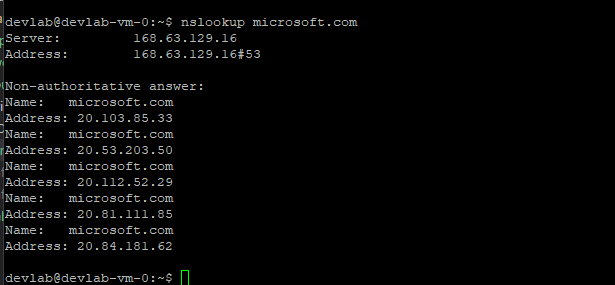 devlab@devlab-vm-0:~$ nslookup microsoft.com
Server:         168.63.129.16
Address:        168.63.129.16#53

Non-authoritative answer:
Name:   microsoft.com
Address: 20.103.85.33
Name:   microsoft.com
Address: 20.53.203.50
Name:   microsoft.com
Address: 20.112.52.29
Name:   microsoft.com
Address: 20.81.111.85
Name:   microsoft.com
Address: 20.84.181.62

devlab@devlab-vm-0:~$